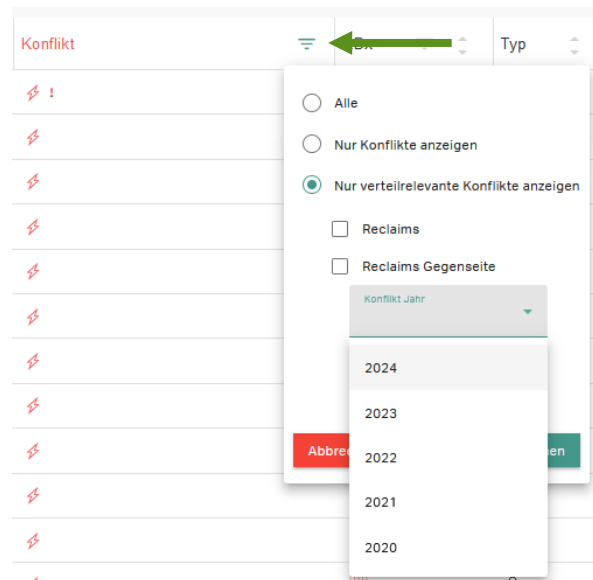 Konflikt
Typ
!
Alle
Nur Konflikte anzeigen
Nur verteilrelevante Konflikte anzeigen
Reclaims
Reclaims Gegenseite
Konflikt Jahr
2024
2023
2022
2021
2020